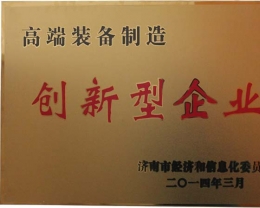 高端装备制造
创新型企业
济南市经济和信息化委员
二〇一四年三月